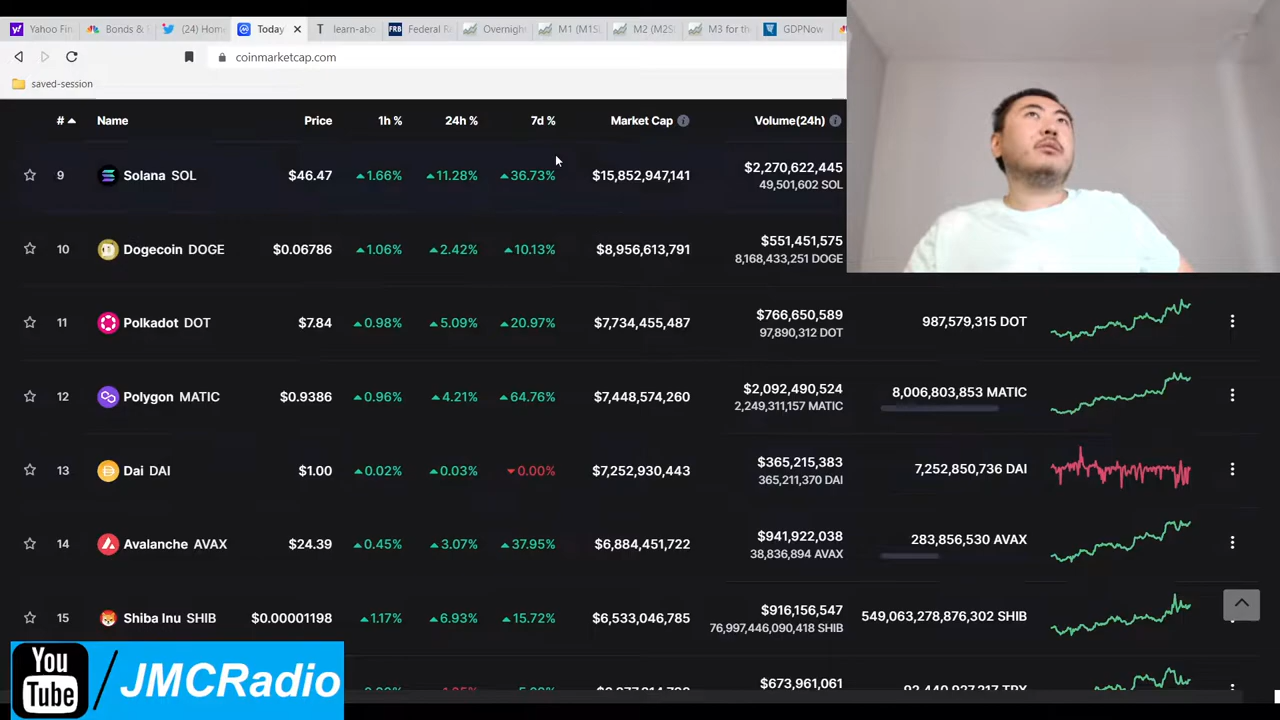 Yahoo Fin
Bonds &
(24) Hom
Today
learn-abo
Federal R
Overnigh
M1 (M1S
M2 (M2S
M3 for th
GDPNow
coinmarketcap.com
saved-session
# Name Price 1h % 24h % 7d % Market Cap Volume(24h)
9 Solana SOL $46.47 1.66% 11.28% 36.73% $15,852,947,141 $2,270,622,445
49,501,602 SOL
10 Dogecoin DOGE $0.06786 1.06% 2.42% 10.13% $8,956,613,791 $551,451,575
8,168,433,251 DOGE
11 Polkadot DOT $7.84 0.98% 5.09% 20.97% $7,734,455,487 $766,650,589 987,579,315 DOT
97,890,312 DOT
12 Polygon MATIC $0.9386 0.96% 4.21% 64.76% $7,448,574,260 $2,092,490,524 8,006,803,853 MATIC
2,249,311,157 MATIC
13 Dai DAI $1.00 0.02% 0.03% 0.00% $7,252,930,443 $365,215,383 7,252,850,736 DAI
365,211,370 DAI
14 Avalanche AVAX $24.39 0.45% 3.07% 37.95% $6,884,451,722 $941,922,038 283,856,530 AVAX
38,836,894 AVAX
15 Shiba Inu SHIB $0.00001198 1.17% 6.93% 15.72% $6,533,046,785 $916,156,547 549,063,278,876,302 SHIB
76,997,446,090,418 SHIB
$673,961,061
You
Tube
/JMCRadio